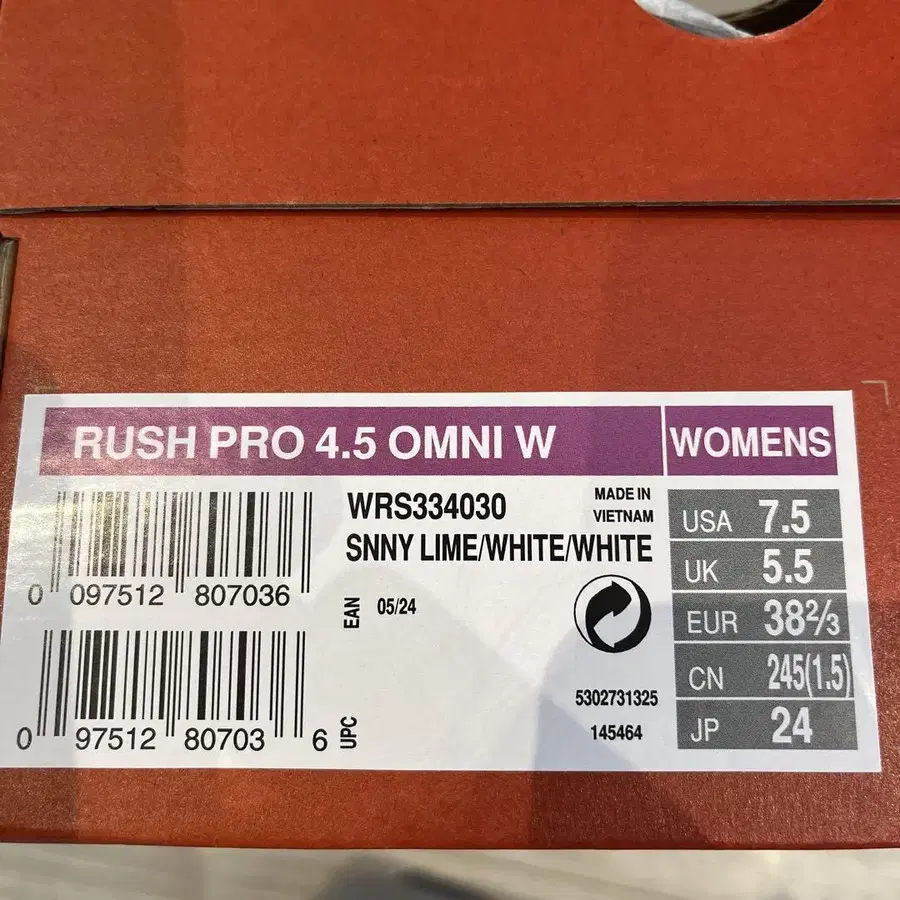 RUSH PRO 4.5 OMNI W
WOMENS
WRS334030
SNNY LIME/WHITE/WHITE
MADE IN
VIETNAM
0 097512 807036
EAN
05/24
0 97512 80703 6
UPC
5302731325
145464
USA 7.5
UK 5.5
EUR 38⅔
CN 245(1.5)
JP 24